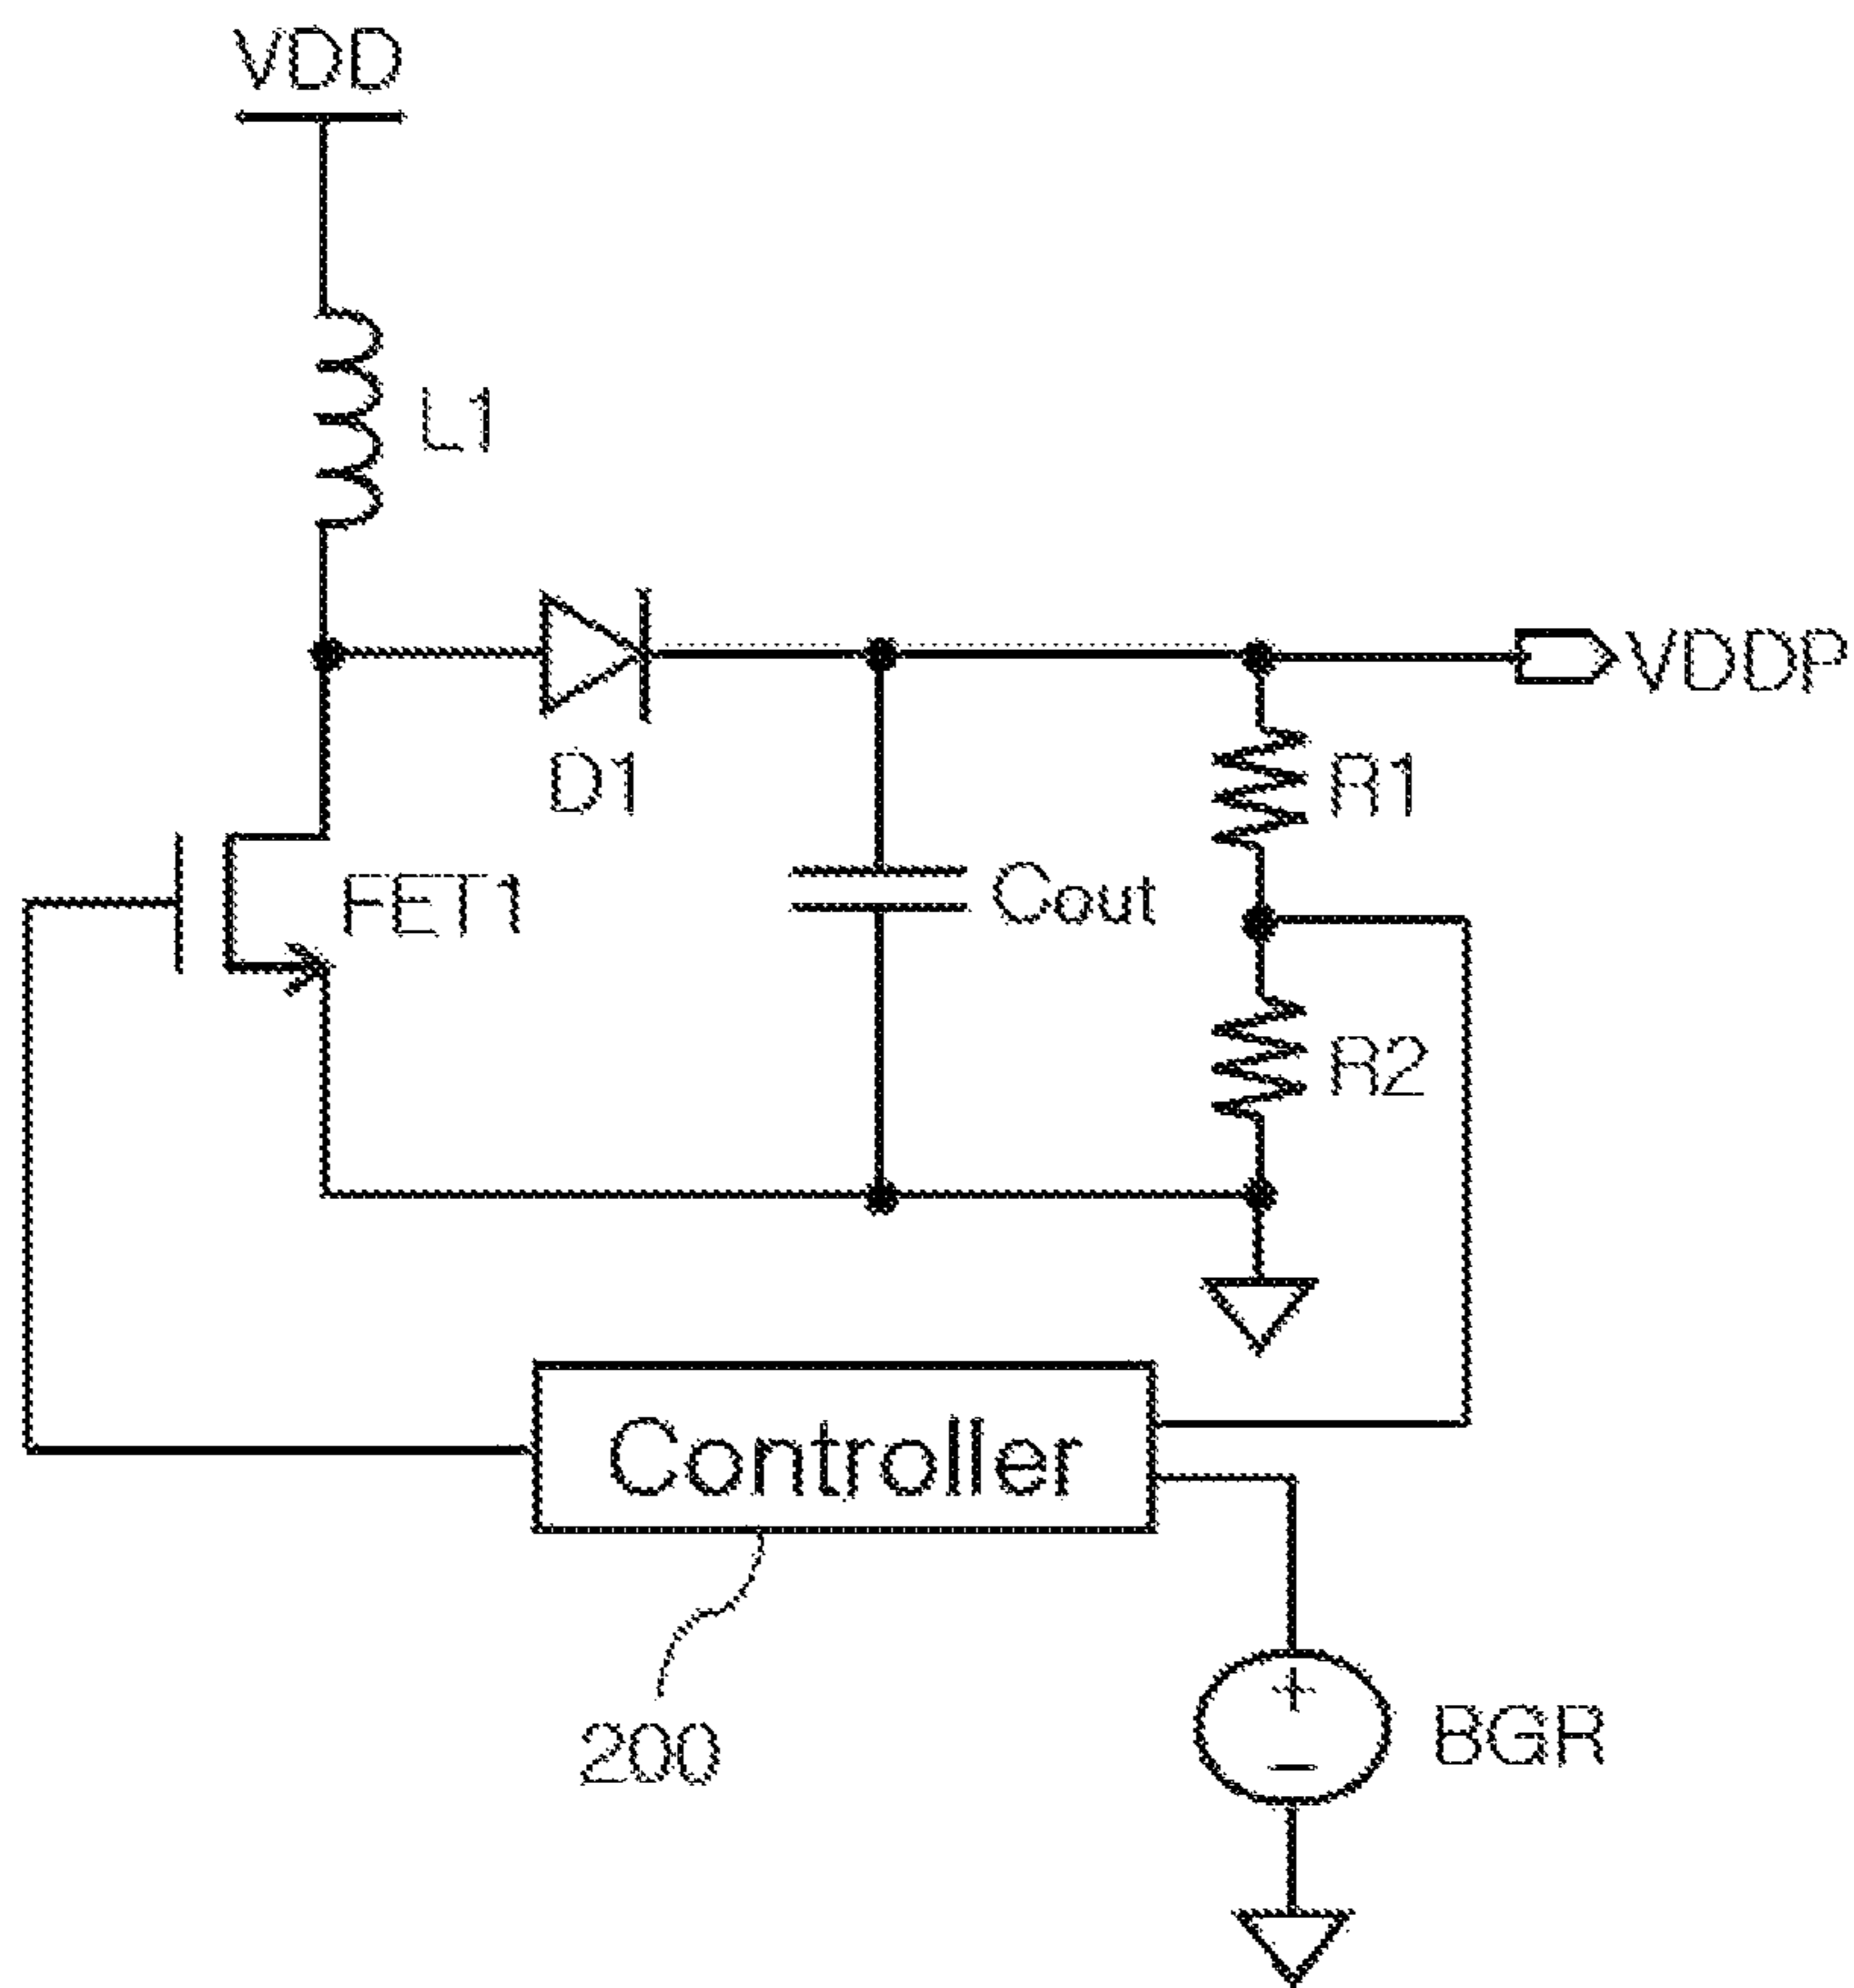 VDD
L1
VDDP
D1
R1
FET1
Cout
R2
Controller
200
+
−
BGR